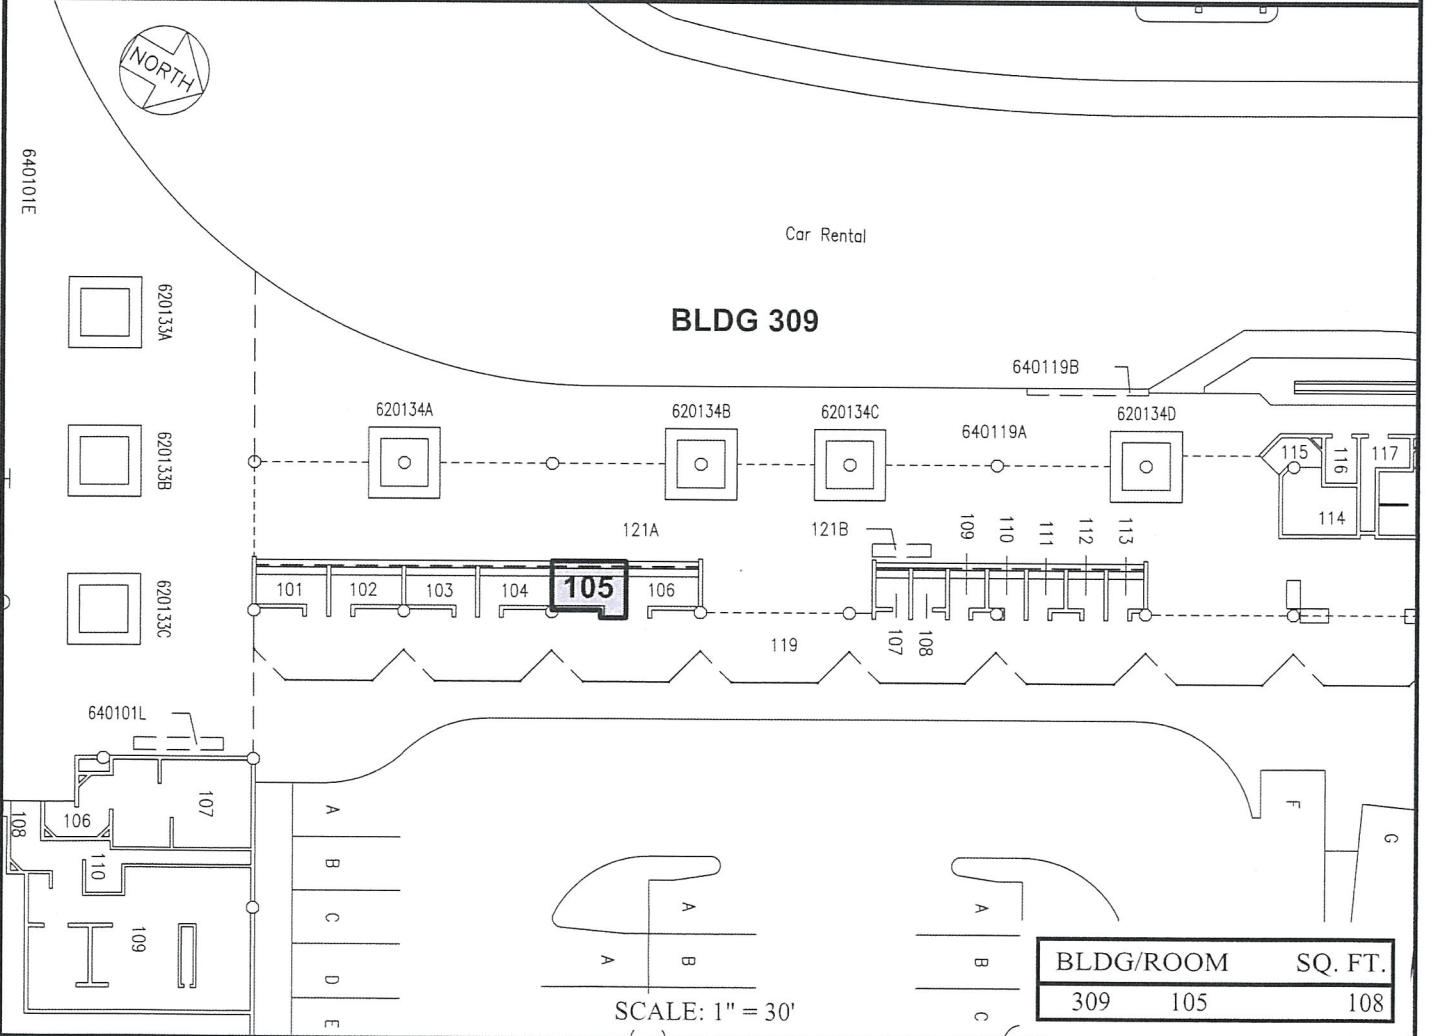 NORTH
640101E
Car Rental
BLDG 309
620133A
620133B
620133C
640119B
620134A
620134B
620134C
620134D
640119A
115
116
117
114
121A
121B
109
110
111
112
113
101
102
103
104
105
106
107
108
119
640101L
107
106
108
110
109
A
B
C
D
E
A
B
A
A
B
C
F
G
SCALE: 1" = 30'
BLDG/ROOM SQ. FT.
309 105 108